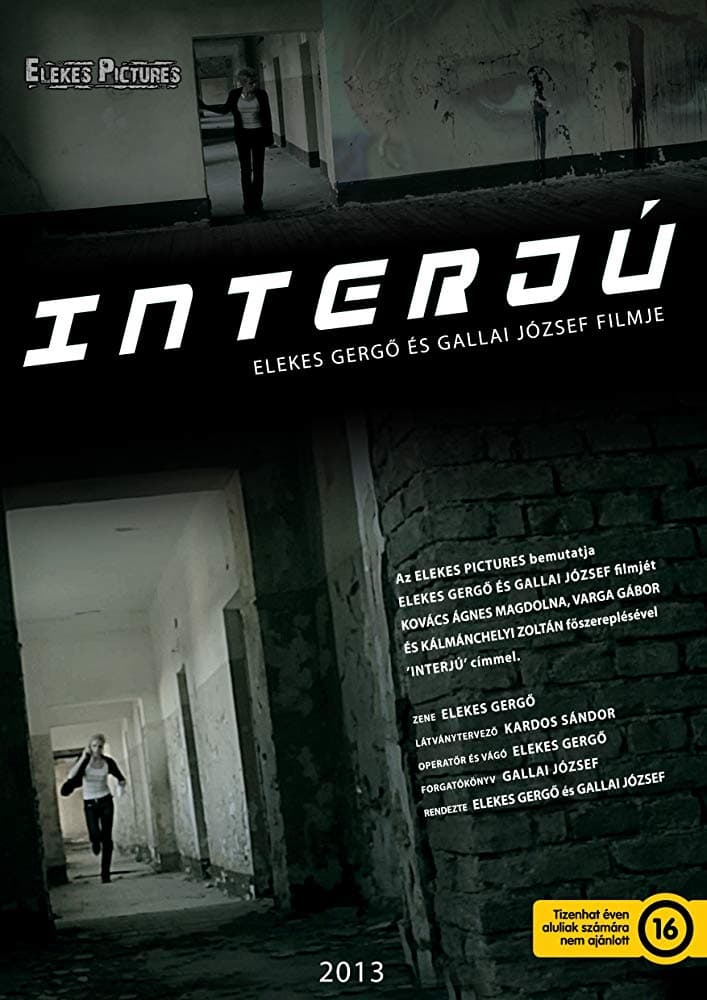 ELEKES PICTURES
INTERJÚ
ELEKES GERGŐ ÉS GALLAI JÓZSEF FILMJE
Az ELEKES PICTURES bemutatja
ELEKES GERGŐ ÉS GALLAI JÓZSEF filmjét
KOVÁCS ÁGNES MAGDOLNA, VARGA GÁBOR
ÉS KÁLMÁNCHELYI ZOLTÁN főszereplésével
'INTERJÚ' címmel.
ZENE ELEKES GERGŐ
LÁTVÁNYTERVEZŐ KARDOS SÁNDOR
OPERATŐR ÉS VÁGÓ ELEKES GERGŐ
FORGATÓKÖNYV GALLAI JÓZSEF
RENDEZTE ELEKES GERGŐ és GALLAI JÓZSEF
Tizenhat éven
aluliak számára
nem ajánlott
16
2013